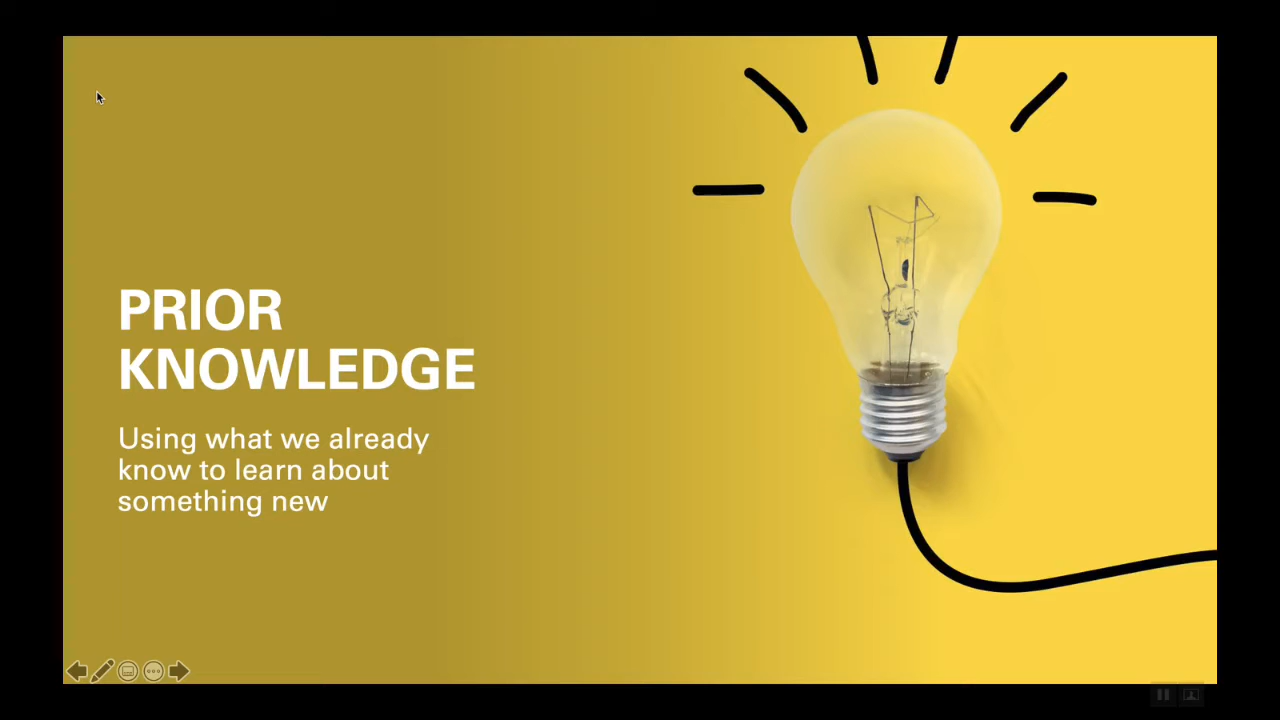 PRIOR
KNOWLEDGE
Using what we already
know to learn about
something new